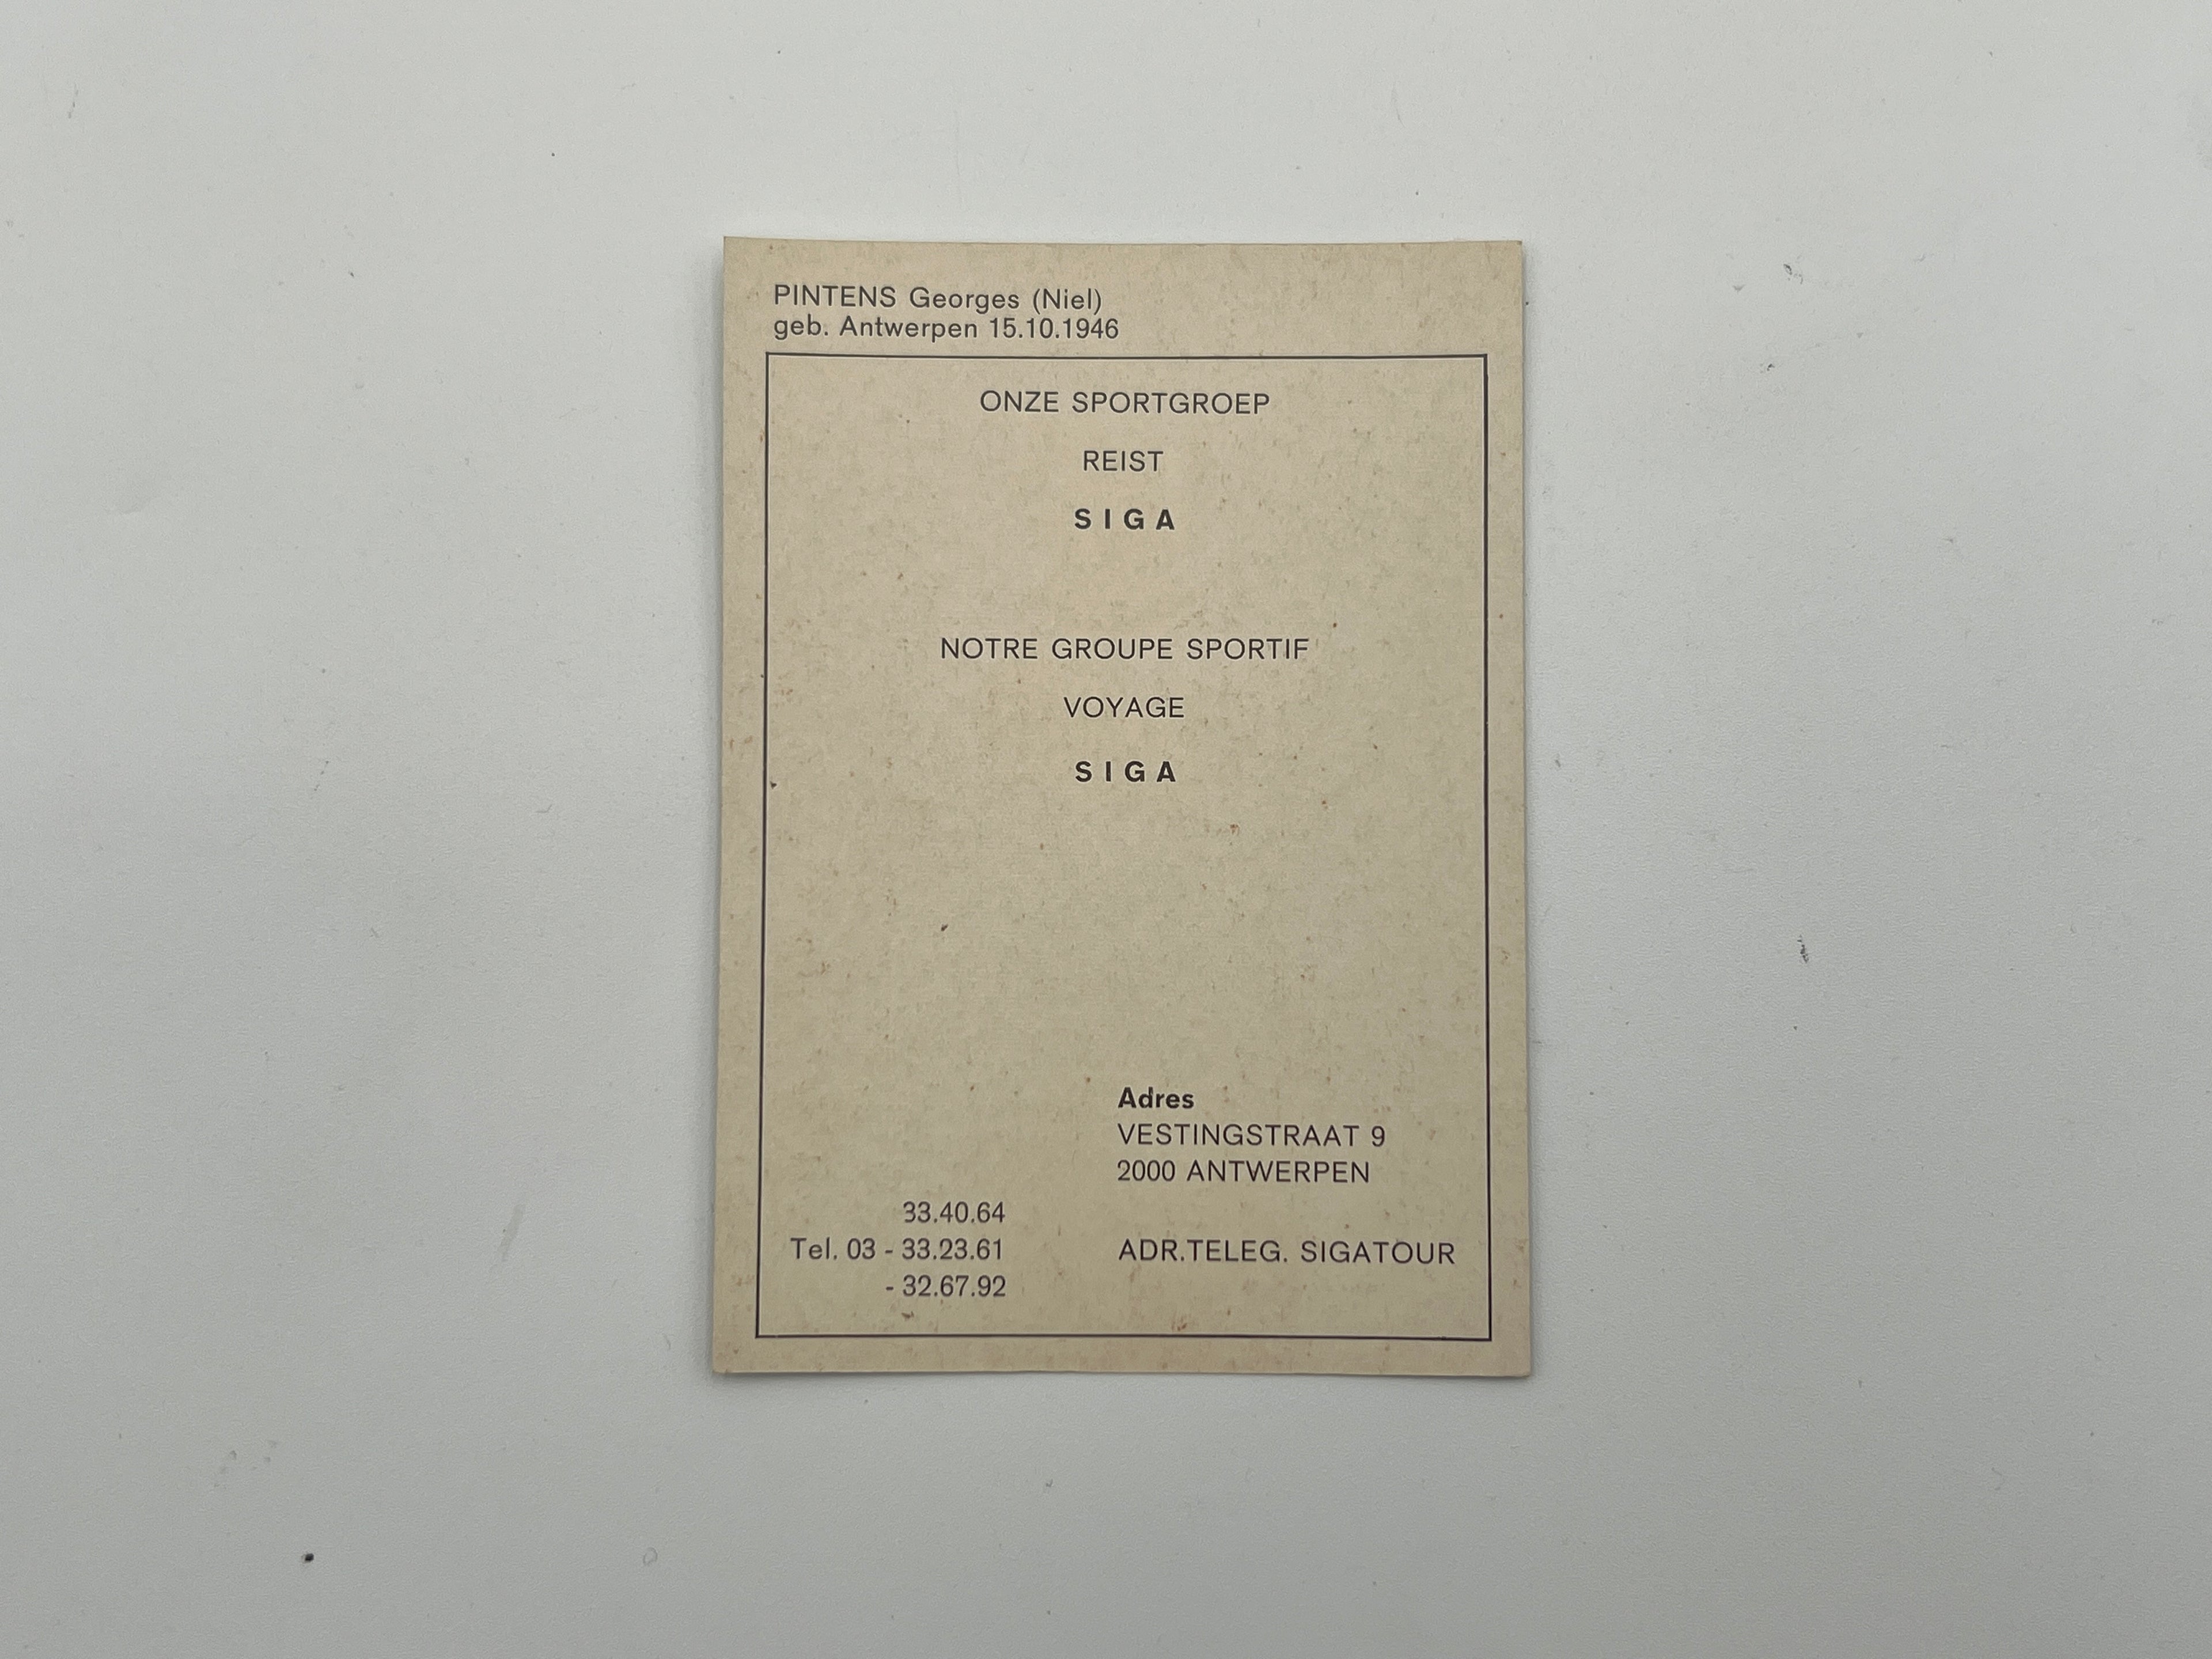 PINTENS Georges (Niel)
geb. Antwerpen 15.10.1946
ONZE SPORTGROEP
REIST
SIGA
NOTRE GROUPE SPORTIF
VOYAGE
SIGA
Adres
VESTINGSTRAAT 9
2000 ANTWERPEN
33.40.64
Tel. 03 - 33.23.61
- 32.67.92
ADR.TELEG. SIGATOUR